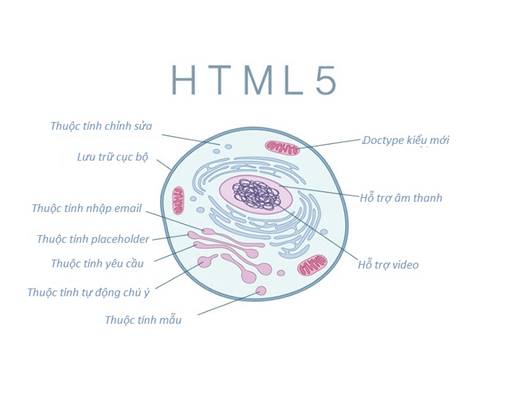 HTML5
Thuộc tính chỉnh sửa
Lưu trữ cục bộ
Thuộc tính nhập email
Thuộc tính placeholder
Thuộc tính yêu cầu
Thuộc tính tự động chú ý
Thuộc tính mẫu
Doctype kiểu mới
Hỗ trợ âm thanh
Hỗ trợ video